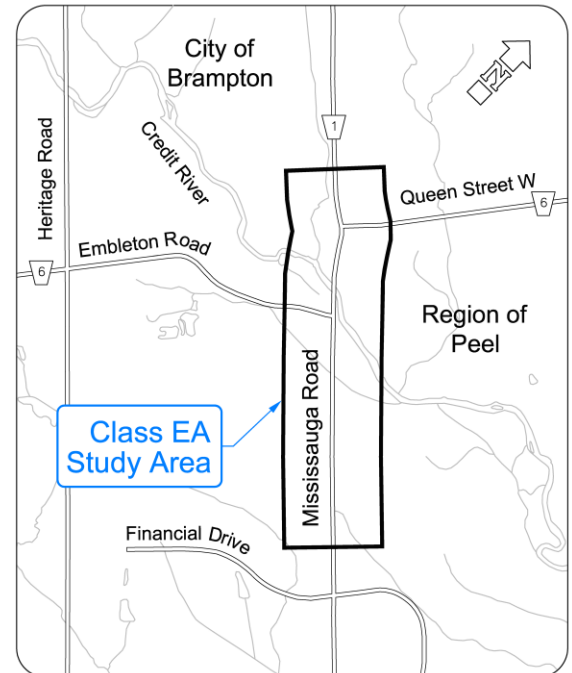 City of
Brampton
N
1
Credit River
Heritage Road
Queen Street W
6
Embleton Road
6
Region of
Peel
Class EA
Study Area
Mississauga Road
Financial Drive